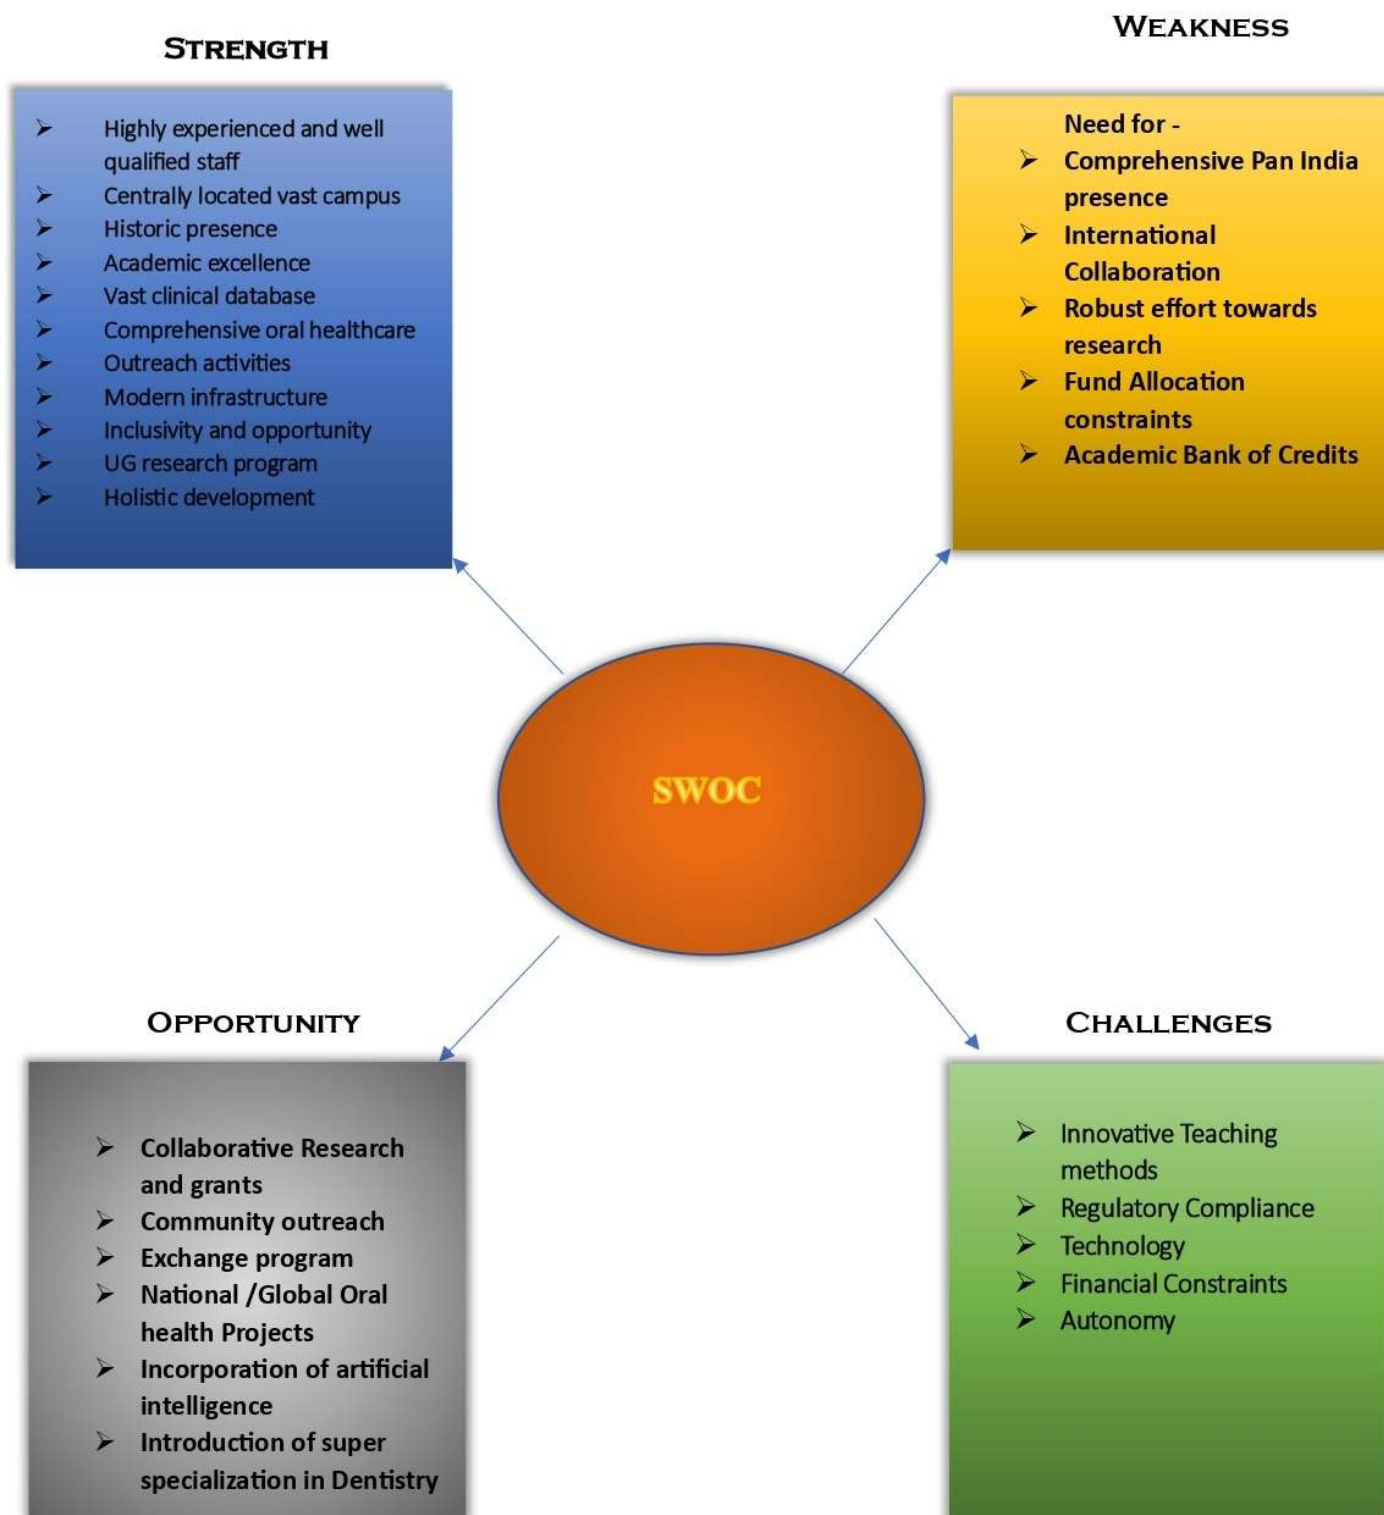 STRENGTH
➢ Highly experienced and well
qualified staff
➢ Centrally located vast campus
➢ Historic presence
➢ Academic excellence
➢ Vast clinical database
➢ Comprehensive oral healthcare
➢ Outreach activities
➢ Modern infrastructure
➢ Inclusivity and opportunity
➢ UG research program
➢ Holistic development
WEAKNESS
Need for -
➢ Comprehensive Pan India
presence
➢ International
Collaboration
➢ Robust effort towards
research
➢ Fund Allocation
constraints
➢ Academic Bank of Credits
SWOC
OPPORTUNITY
➢ Collaborative Research
and grants
➢ Community outreach
➢ Exchange program
➢ National /Global Oral
health Projects
➢ Incorporation of artificial
intelligence
➢ Introduction of super
specialization in Dentistry
CHALLENGES
➢ Innovative Teaching
methods
➢ Regulatory Compliance
➢ Technology
➢ Financial Constraints
➢ Autonomy